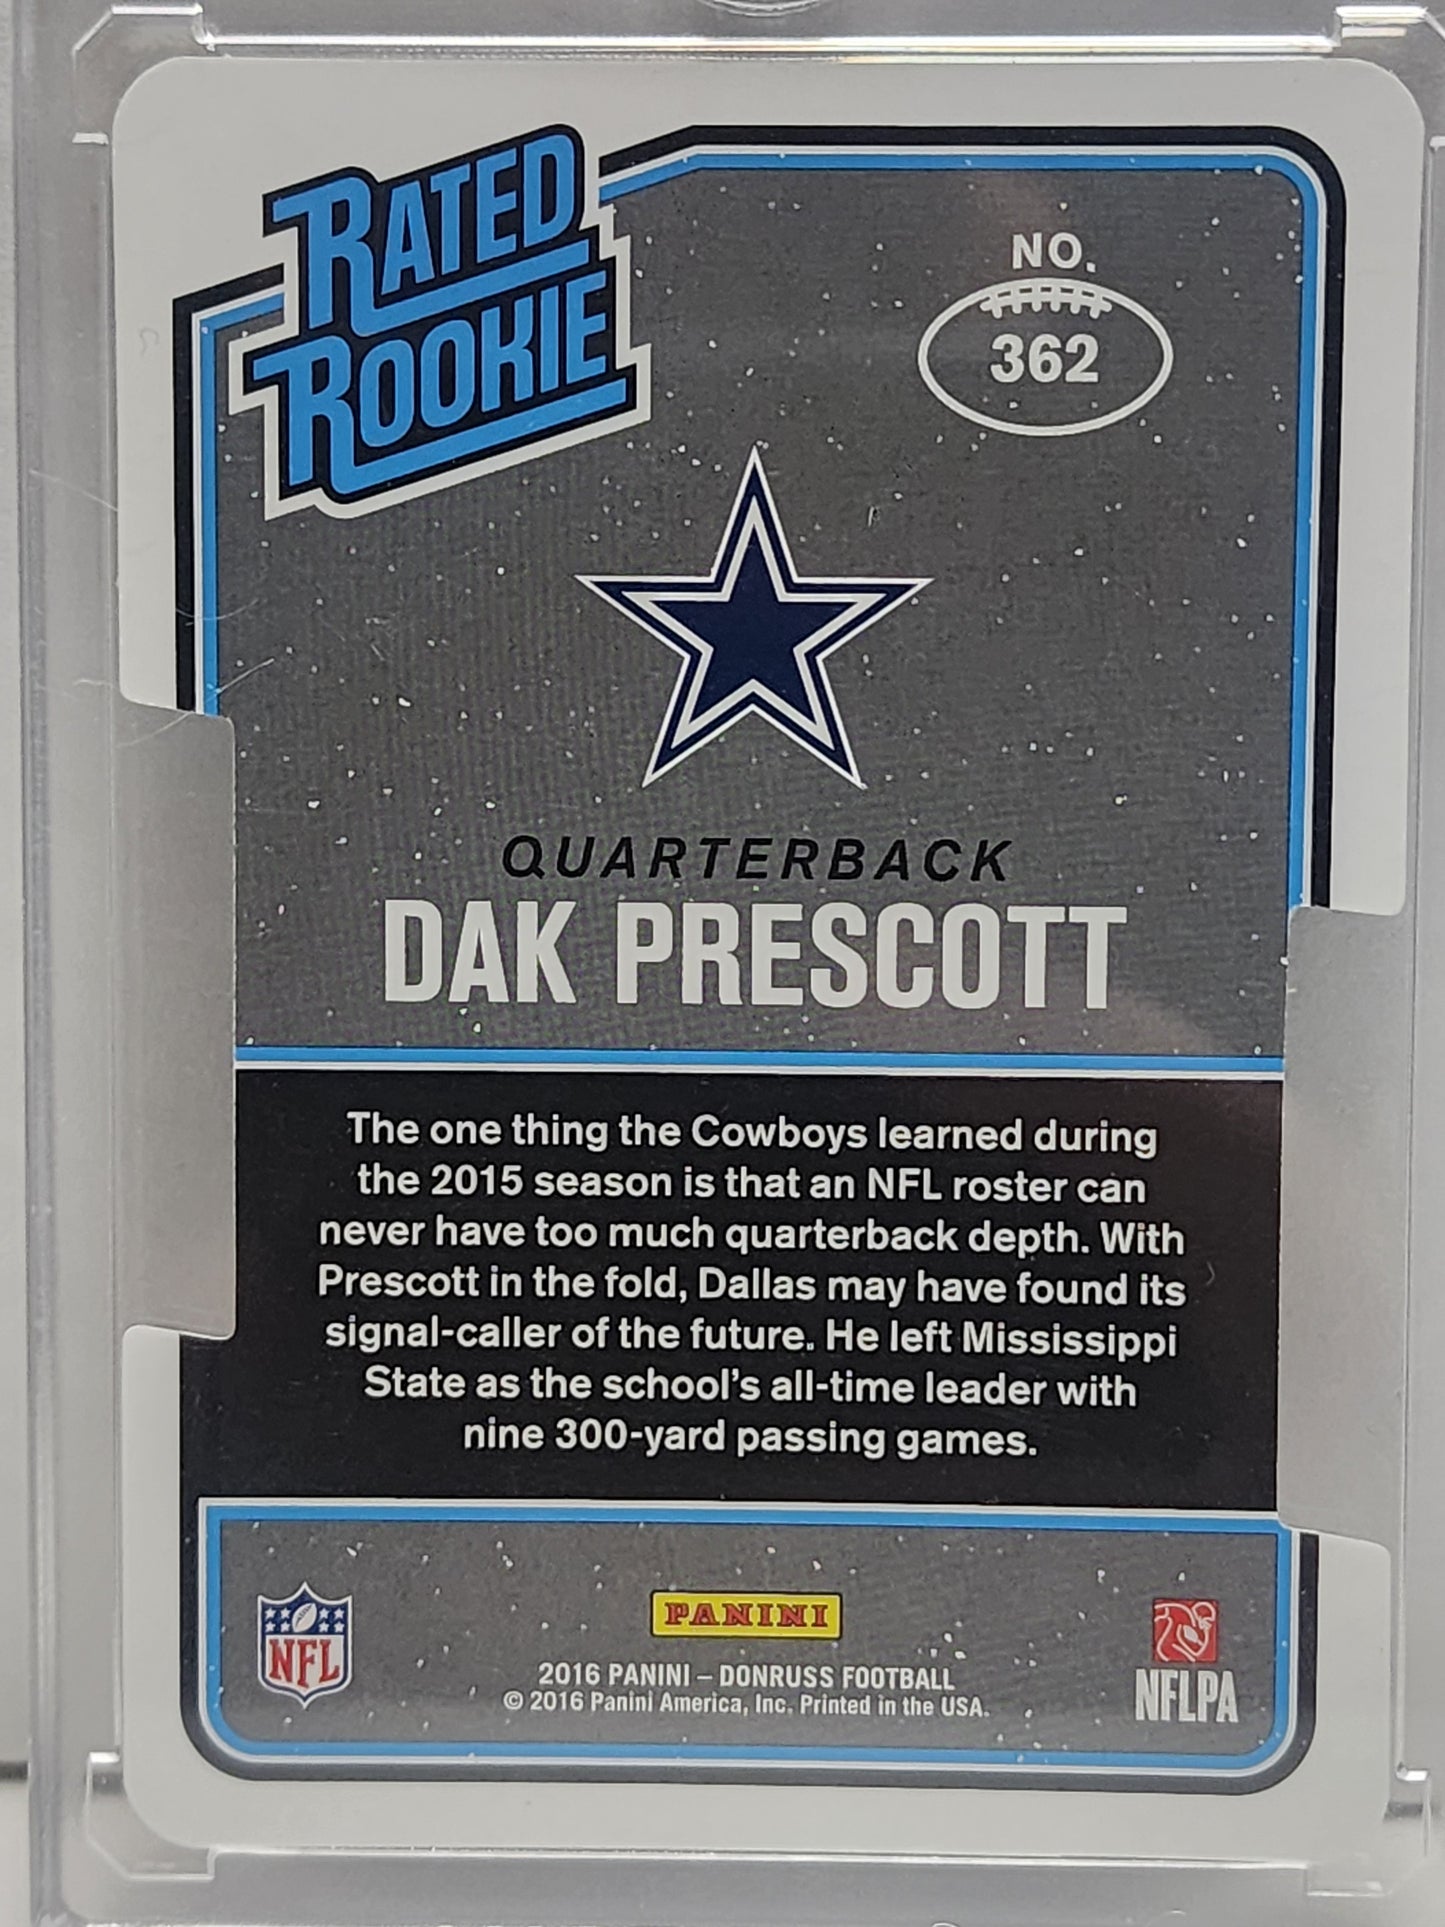 RATED
ROOKIE
NO.
362
QUARTERBACK
DAK PRESCOTT
The one thing the Cowboys learned during
the 2015 season is that an NFL roster can
never have too much quarterback depth. With
Prescott in the fold, Dallas may have found its
signal-caller of the future. He left Mississippi
State as the school's all-time leader with
nine 300-yard passing games.
NFL
PANINI
2016 PANINI – DONRUSS FOOTBALL
© 2016 Panini America, Inc. Printed in the USA.
NFLPA